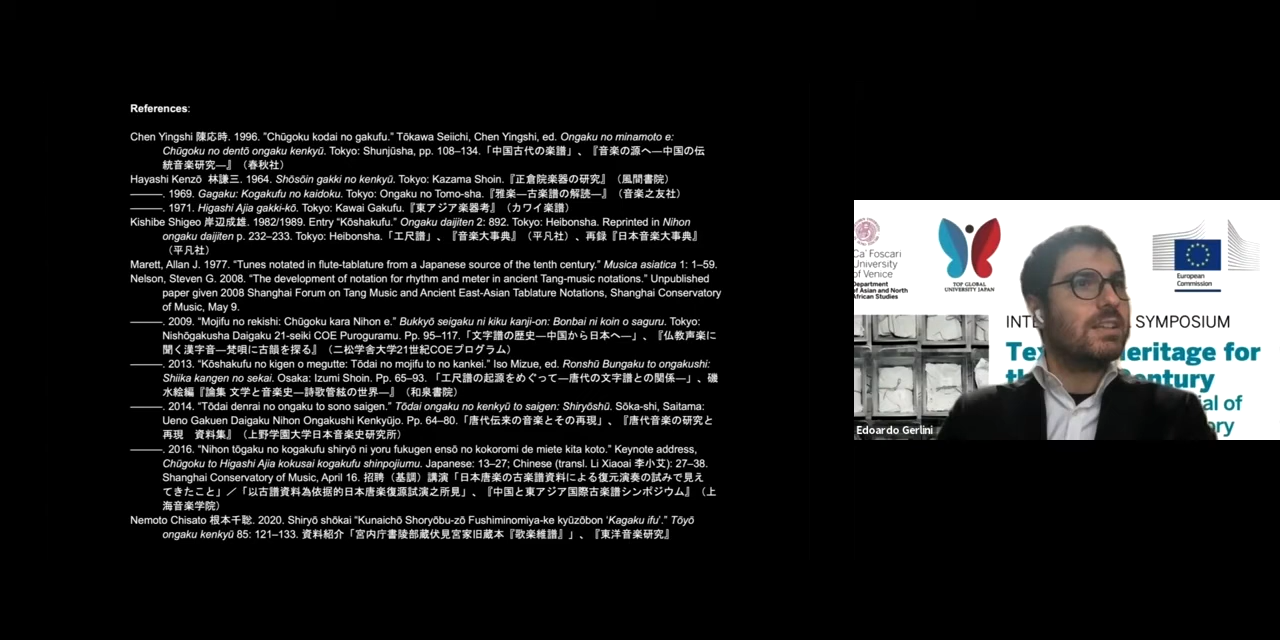 References:
Chen Yingshi 陳応時. 1996. "Chūgoku kodai no gakufu." Tōkawa Seiichi, Chen Yingshi, ed. Ongaku no minamoto e:
Chūgoku no dentō ongaku kenkyū. Tokyo: Shunjūsha, pp. 108–134.「中国古代の楽譜」、『音楽の源へ―中国の伝
統音楽研究―』（春秋社）
Hayashi Kenzō 林謙三. 1964. Shōsōin gakki no kenkyū. Tokyo: Kazama Shoin.『正倉院楽器の研究』（風間書院）
———. 1969. Gagaku: Kogakufu no kaidoku. Tokyo: Ongaku no Tomo-sha.『雅楽―古楽譜の解読―』（音楽之友社）
———. 1971. Higashi Ajia gakki-kō. Tokyo: Kawai Gakufu.『東アジア楽器考』（カワイ楽譜）
Kishibe Shigeo 岸辺成雄. 1982/1989. Entry "Kōshakufu." Ongaku daijiten 2: 892. Tokyo: Heibonsha. Reprinted in Nihon
ongaku daijiten p. 232–233. Tokyo: Heibonsha.「工尺譜」、『音楽大事典』（平凡社）、再録『日本音楽大事典』
（平凡社）
Marett, Allan J. 1977. "Tunes notated in flute-tablature from a Japanese source of the tenth century." Musica asiatica 1: 1–59.
Nelson, Steven G. 2008. "The development of notation for rhythm and meter in ancient Tang-music notations." Unpublished
paper given 2008 Shanghai Forum on Tang Music and Ancient East-Asian Tablature Notations, Shanghai Conservatory
of Music, May 9.
———. 2009. "Mojifu no rekishi: Chūgoku kara Nihon e." Bukkyō seigaku ni kiku kanji-on: Bonbai ni koin o saguru. Tokyo:
Nishōgakusha Daigaku 21-seiki COE Puroguramu. Pp. 95–117.「文字譜の歴史―中国から日本へ―」、『仏教声楽に
聞く漢字音―梵唄に古韻を探る』（二松学舎大学21世紀COEプログラム）
———. 2013. "Kōshakufu no kigen o megutte: Tōdai no mojifu to no kankei." Iso Mizue, ed. Ronshū Bungaku to ongakushi:
Shiika kangen no sekai. Osaka: Izumi Shoin. Pp. 65–93. 「工尺譜の起源をめぐって―唐代の文字譜との関係―」、磯
水絵編『論集 文学と音楽史―詩歌管絃の世界―』（和泉書院）
———. 2014. "Tōdai denrai no ongaku to sono saigen." Tōdai ongaku no kenkyū to saigen: Shiryōshū. Sōka-shi, Saitama:
Ueno Gakuen Daigaku Nihon Ongakushi Kenkyūjo. Pp. 64–80.「唐代伝来の音楽とその再現」、『唐代音楽の研究と
再現　資料集』（上野学園大学日本音楽史研究所）
———. 2016. "Nihon tōgaku no kogakufu shiryō ni yoru fukugen ensō no kokoromi de miete kita koto." Keynote address,
Chūgoku to Higashi Ajia kokusai kogakufu shinpojiumu. Japanese: 13–27; Chinese (transl. Li Xiaoai 李小艾): 27–38.
Shanghai Conservatory of Music, April 16. 招聘（基調）講演「日本唐楽の古楽譜資料による復元演奏の試みで見え
てきたこと」／「以古譜資料為依据的日本唐楽復源試演之所見」、『中国と東アジア国際古楽譜シンポジウム』（上
海音楽学院）
Nemoto Chisato 根本千聡. 2020. Shiryō shōkai "Kunaichō Shoryōbu-zō Fushiminomiya-ke kyūzōbon 'Kagaku ifu'." Tōyō
ongaku kenkyū 85: 121–133. 資料紹介「宮内庁書陵部蔵伏見宮家旧蔵本『歌楽維譜』」、『東洋音楽研究』
Ca' Foscari
University
of Venice
Department
of Asian and North
African Studies
TOP GLOBAL
UNIVERSITY JAPAN
European
Commission
SYMPOSIUM
Heritage for
Century
Edoardo Gerlini